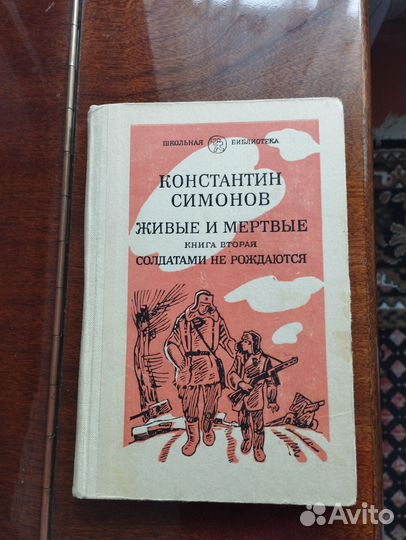 ШКОЛЬНАЯ БИБЛИОТЕКА
КОНСТАНТИН
СИМОНОВ
ЖИВЫЕ И МЕРТВЫЕ
КНИГА ВТОРАЯ
СОЛДАТАМИ НЕ РОЖДАЮТСЯ
Avito